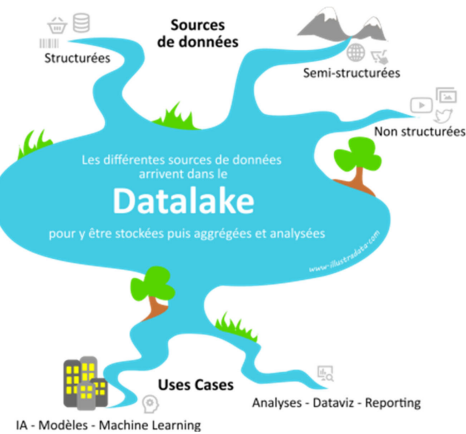 Sources
de données
Structurées
Semi-structurées
Non structurées
Les différentes sources de données
arrivent dans le
Datalake
pour y être stockées puis aggrégées et analysées
www-illustradata-com
Uses Cases
Analyses - Dataviz - Reporting
IA - Modèles - Machine Learning